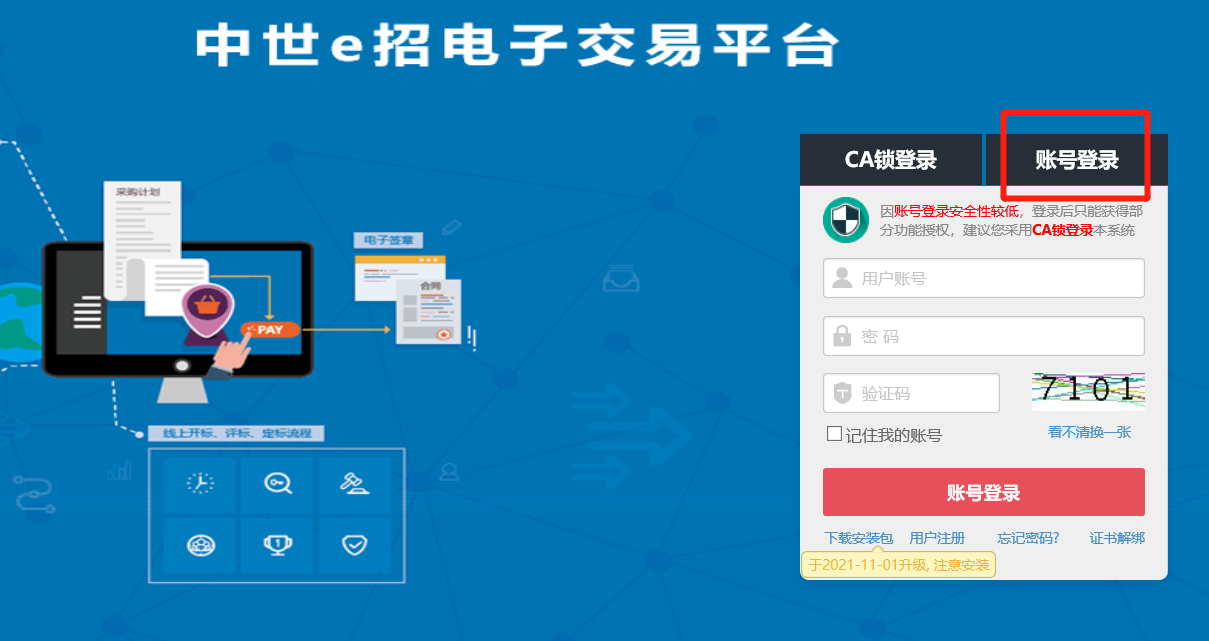 中世e招电子交易平台
CA锁登录
账号登录
因账号登录安全性较低，登录后只能获得部
分功能授权，建议您采用CA锁登录本系统
用户账号
密 码
验证码
7101
记住我的账号
看不清换一张
账号登录
下载安装包
用户注册
忘记密码?
证书解绑
于2021-11-01升级, 注意安装
采购计划
电子签章
合同
PAY
线上开标、评标、定标流程
1